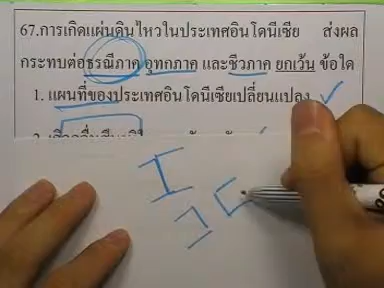 67.การเกิดแผ่นดินไหวในประเทศอินโดนีเซีย ส่งผล
กระทบต่อธรณีภาค อุทกภาค และชีวภาค ยกเว้น ข้อใด
1. แผนที่ของประเทศอินโดนีเซียเปลี่ยนแปลง